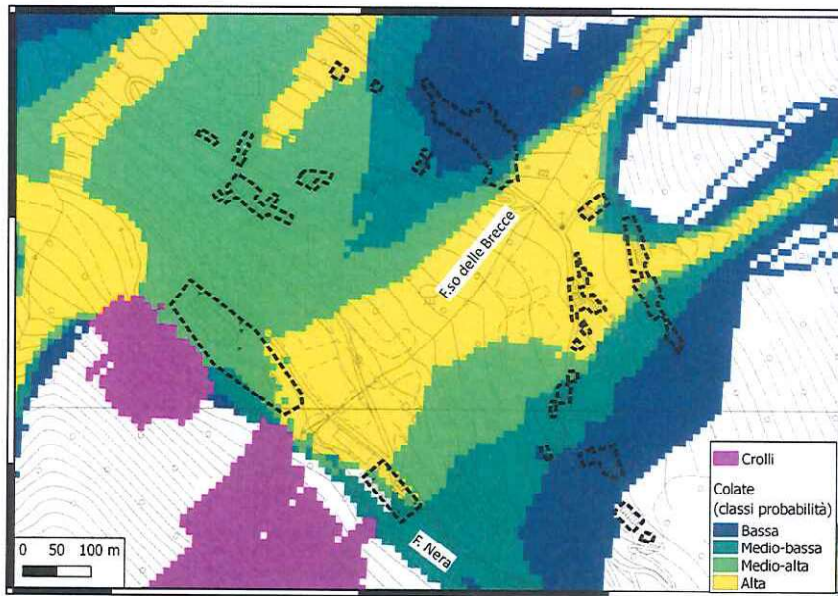 F.so delle Brecce
F. Nera
0 50 100 m
Crolli
Colate
(classi probabilità)
Bassa
Medio-bassa
Medio-alta
Alta